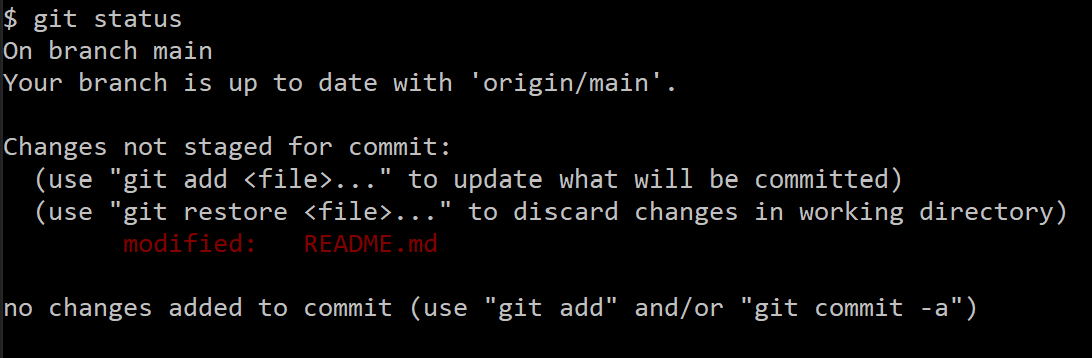 $ git status
On branch main
Your branch is up to date with 'origin/main'.
Changes not staged for commit:
(use "git add <file>..." to update what will be committed)
(use "git restore <file>..." to discard changes in working directory)
modified: README.md
no changes added to commit (use "git add" and/or "git commit -a")